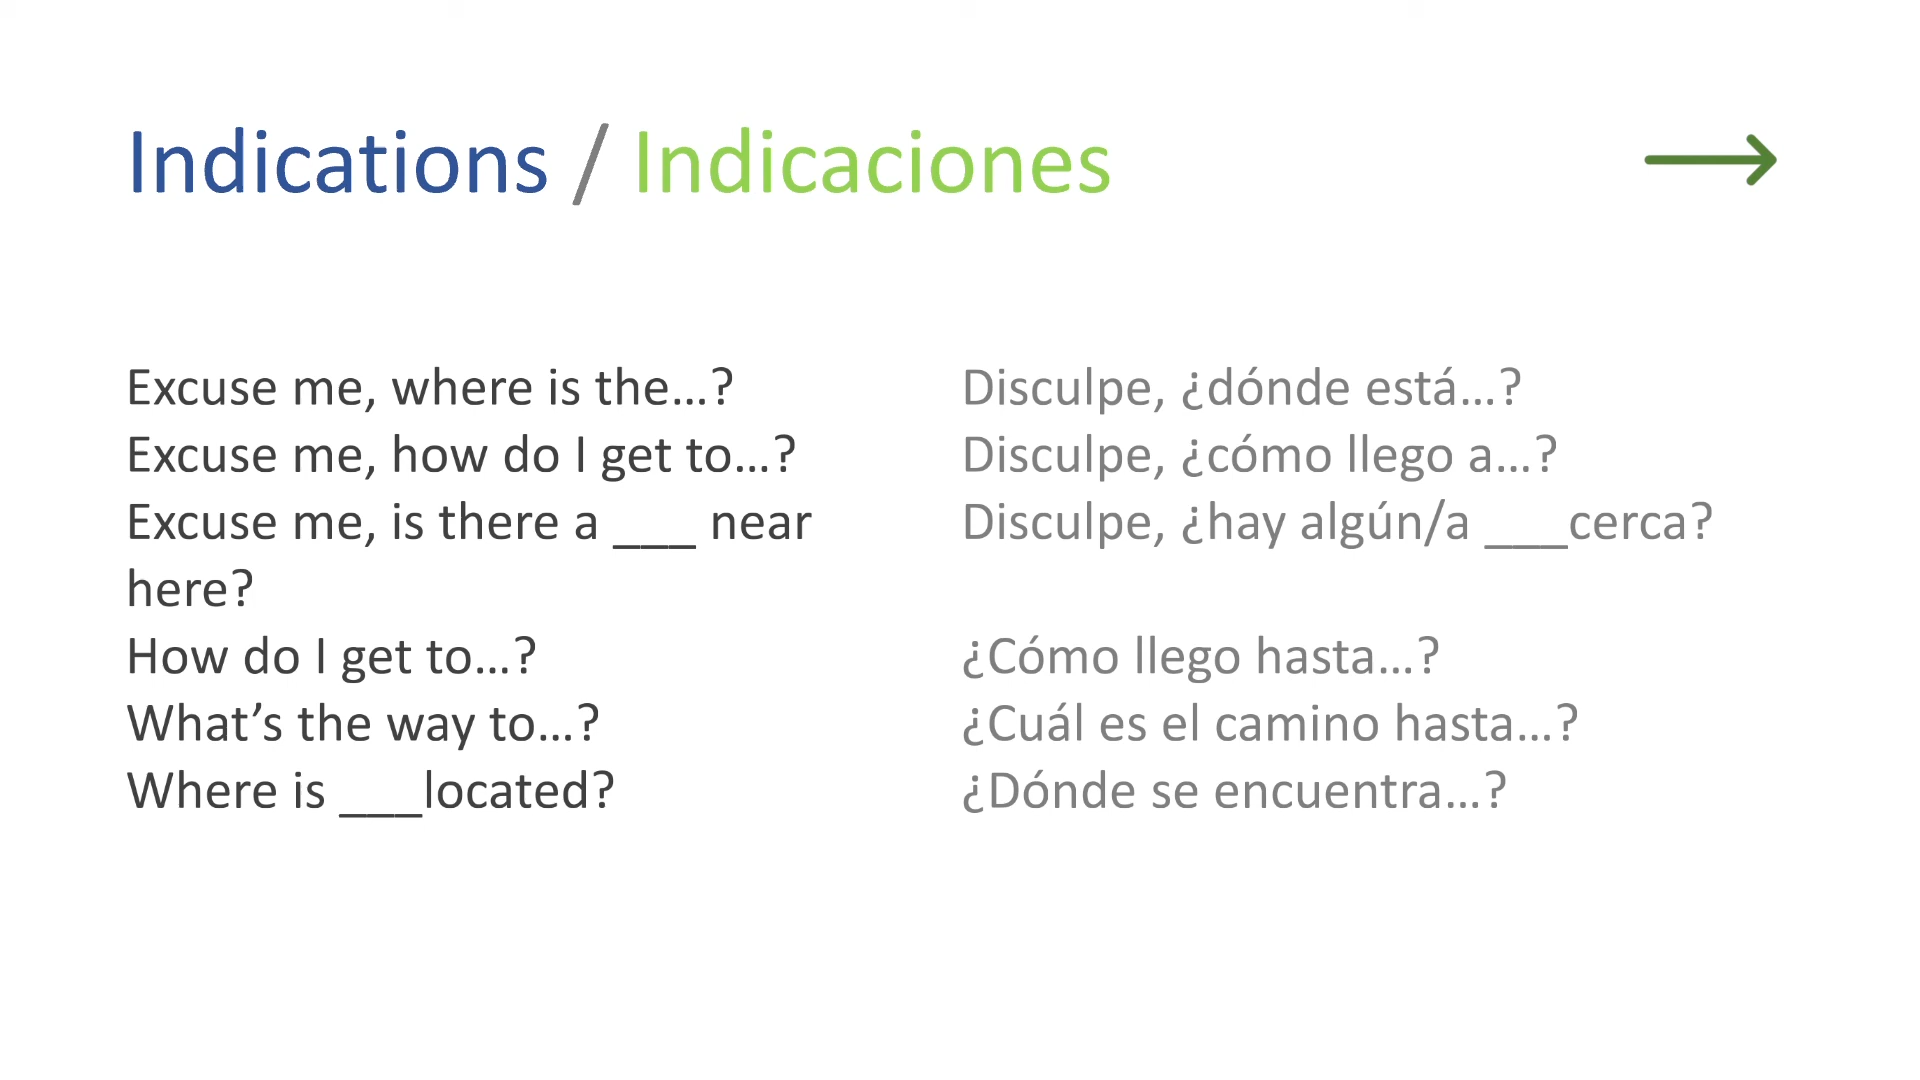 Indications / Indicaciones
Excuse me, where is the...?
Excuse me, how do I get to...?
Excuse me, is there a ___ near
here?
How do I get to...?
What’s the way to...?
Where is ___located?
Disculpe, ¿dónde está...?
Disculpe, ¿cómo llego a...?
Disculpe, ¿hay algún/a ___cerca?
¿Cómo llego hasta...?
¿Cuál es el camino hasta...?
¿Dónde se encuentra...?